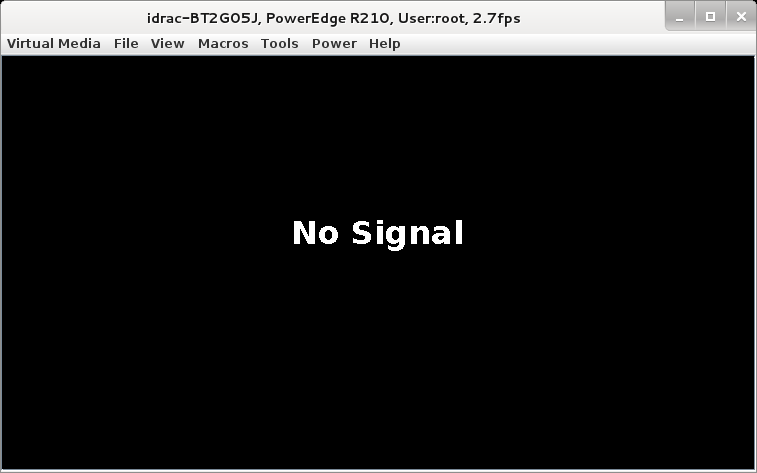 idrac-BT2G05J, PowerEdge R210, User:root, 2.7fps
Virtual Media File View Macros Tools Power Help
No Signal